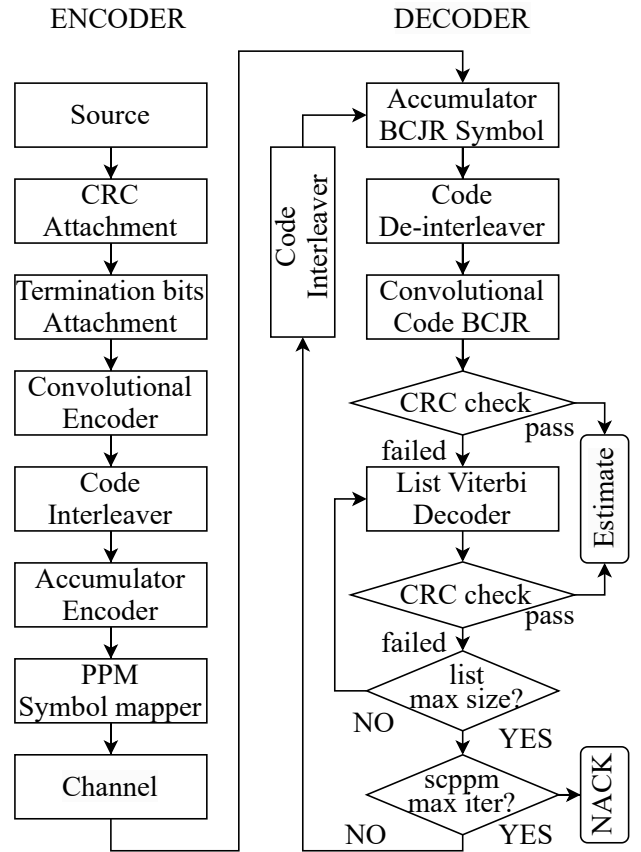 ENCODER
Source
CRC
Attachment
Termination bits
Attachment
Convolutional
Encoder
Code
Interleaver
Accumulator
Encoder
PPM
Symbol mapper
Channel
DECODER
Accumulator
BCJR Symbol
Code
Interleaver
Code
De-interleaver
Convolutional
Code BCJR
CRC check
pass
failed
Estimate
List Viterbi
Decoder
CRC check
pass
failed
list
max size?
NO
YES
scppm
max iter?
NO
YES
NACK